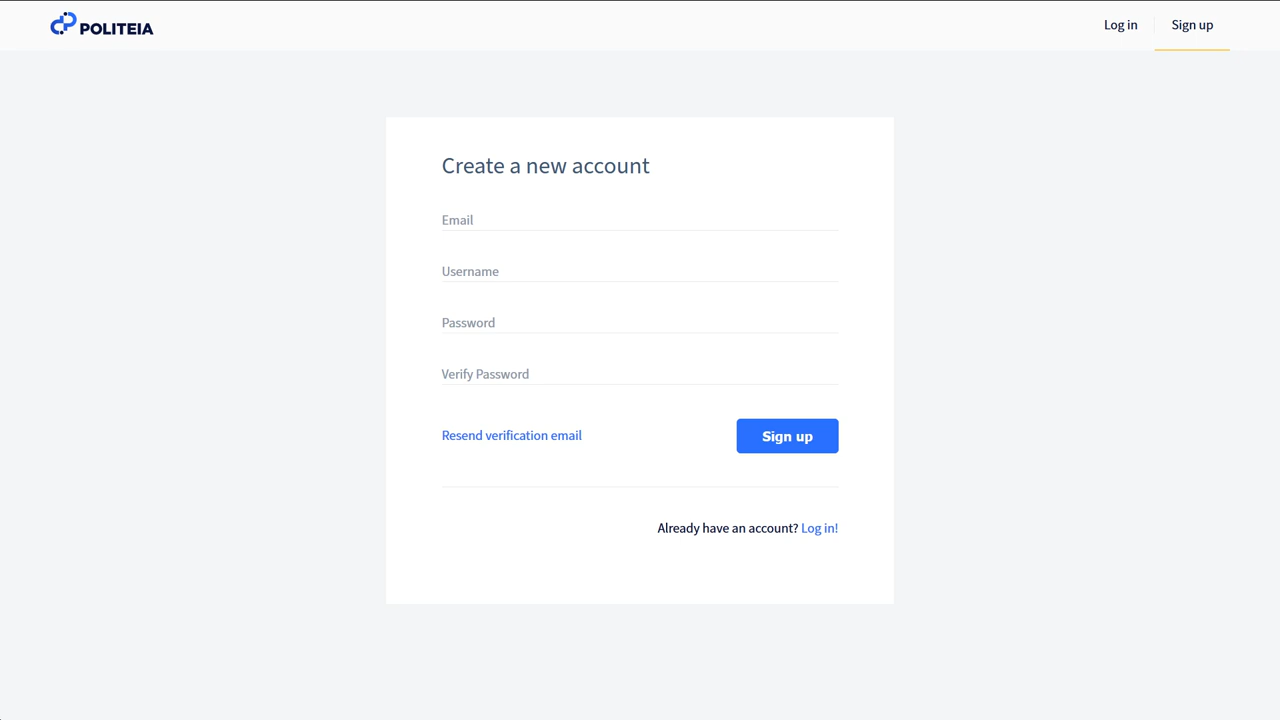 POLITEIA
Log in
Sign up
Create a new account
Email
Username
Password
Verify Password
Resend verification email
Sign up
Already have an account? Log in!